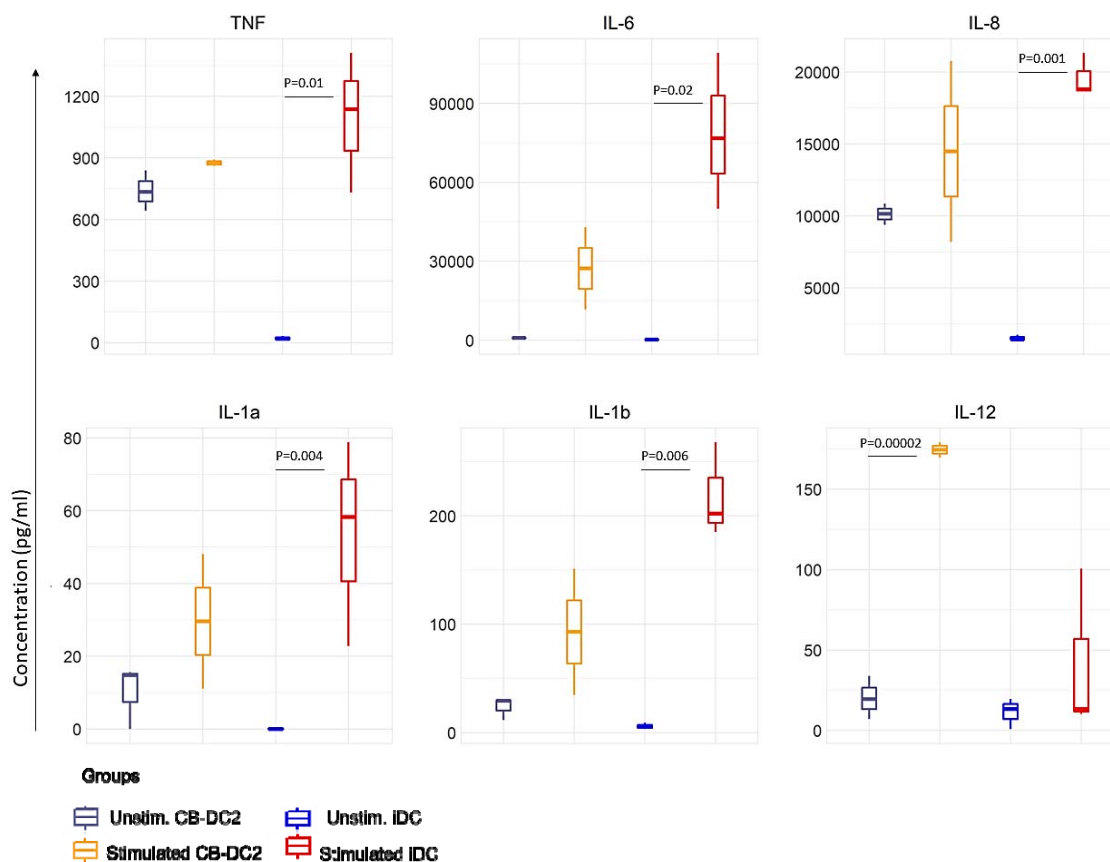 TNF
IL-6
IL-8
1200
900
600
300
0
P=0.01
90000
60000
30000
0
P=0.02
20000
15000
10000
5000
P=0.001
IL-1a
IL-1b
IL-12
80
60
40
20
0
P=0.004
200
100
0
P=0.006
150
100
50
0
P=0.00002
Concentration (pg/ml)
Groups
Unstim. CB-DC2
Unstim. iDC
Stimulated CB-DC2
Stimulated iDC